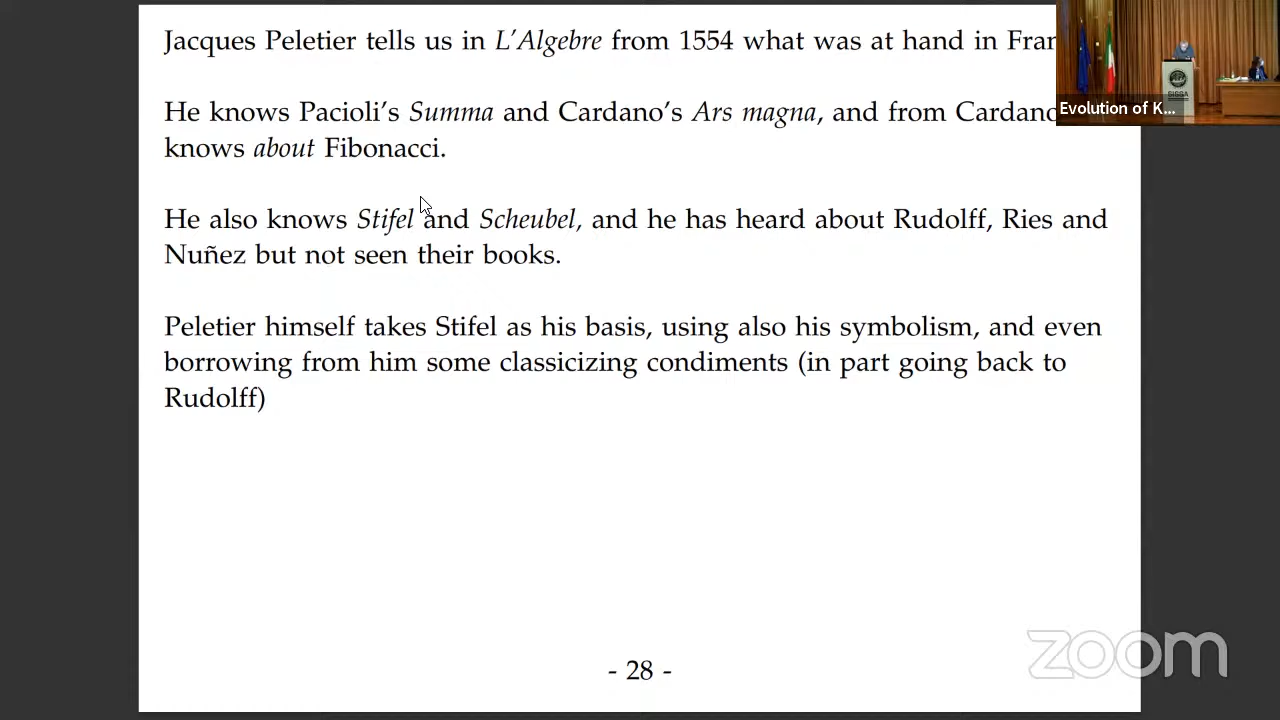 Jacques Peletier tells us in L'Algebre from 1554 what was at hand in
He knows Pacioli's Summa and Cardano's Ars magna, and from Cardano
knows about Fibonacci.
He also knows Stifel and Scheubel, and he has heard about Rudolff, Ries and
Nuñez but not seen their books.
Peletier himself takes Stifel as his basis, using also his symbolism, and even
borrowing from him some classicizing condiments (in part going back to
Rudolff)
- 28 -
Evolution of K...
zoom